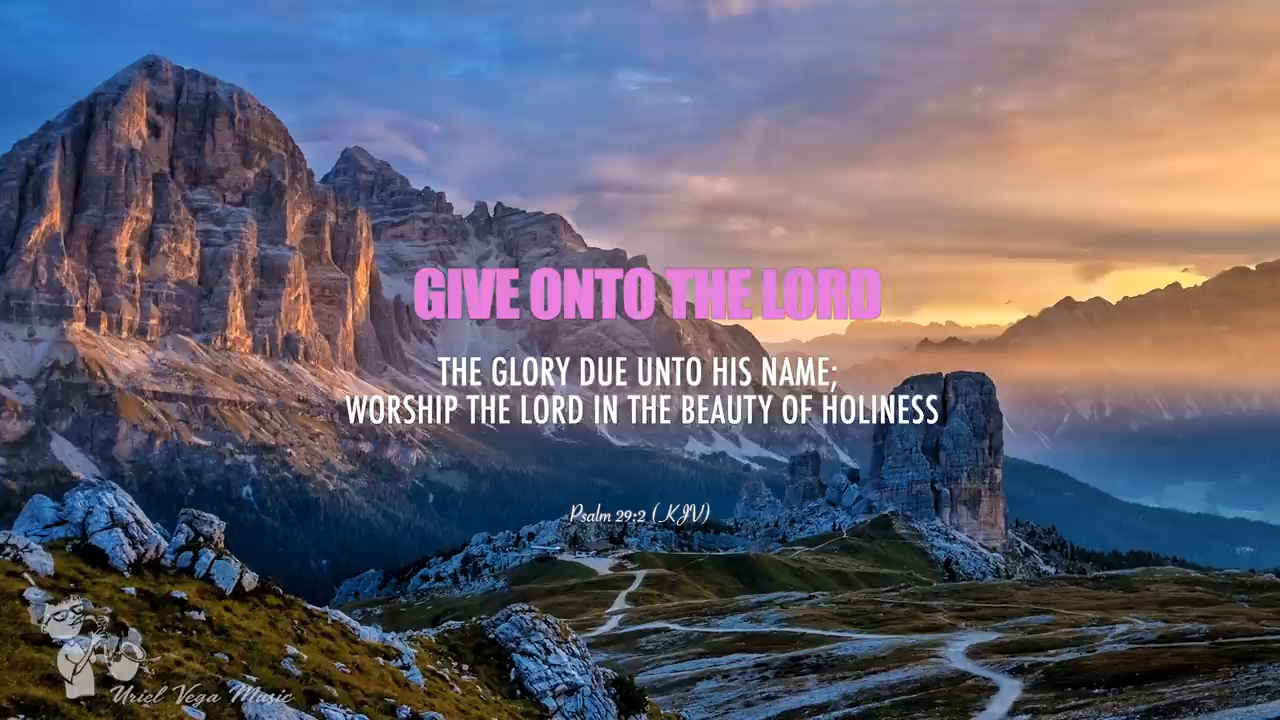 GIVE ONTO THE LORD
THE GLORY DUE UNTO HIS NAME;
WORSHIP THE LORD IN THE BEAUTY OF HOLINESS
Psalm 29:2 (KJV)
Uriel Vega Music